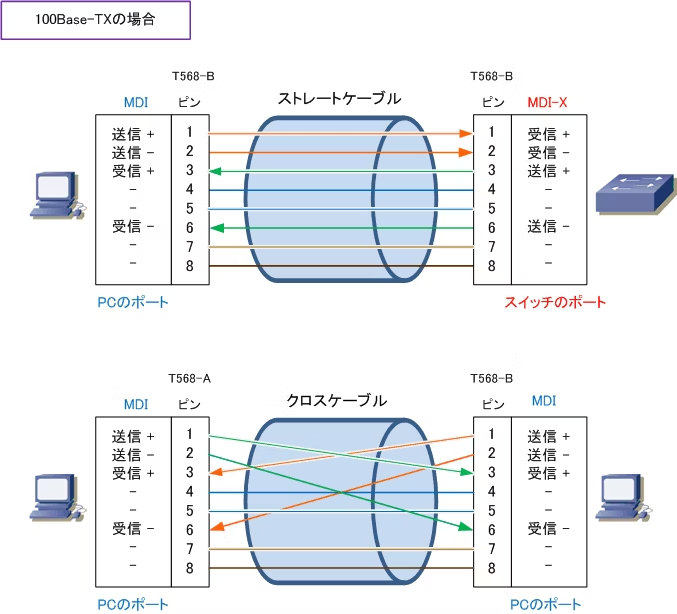 100Base-TXの場合
T568-B T568-B
MDI ピン ストレートケーブル ピン MDI-X
送信 + 1 1 受信 +
送信 - 2 2 受信 -
受信 + 3 3 送信 +
- 4 4 -
- 5 5 -
受信 - 6 6 送信 -
- 7 7 -
- 8 8 -
PCのポート スイッチのポート
T568-A T568-B
MDI ピン クロスケーブル ピン MDI
送信 + 1 1 送信 +
送信 - 2 2 送信 -
受信 + 3 3 受信 +
- 4 4 -
- 5 5 -
受信 - 6 6 受信 -
- 7 7 -
- 8 8 -
PCのポート PCのポート